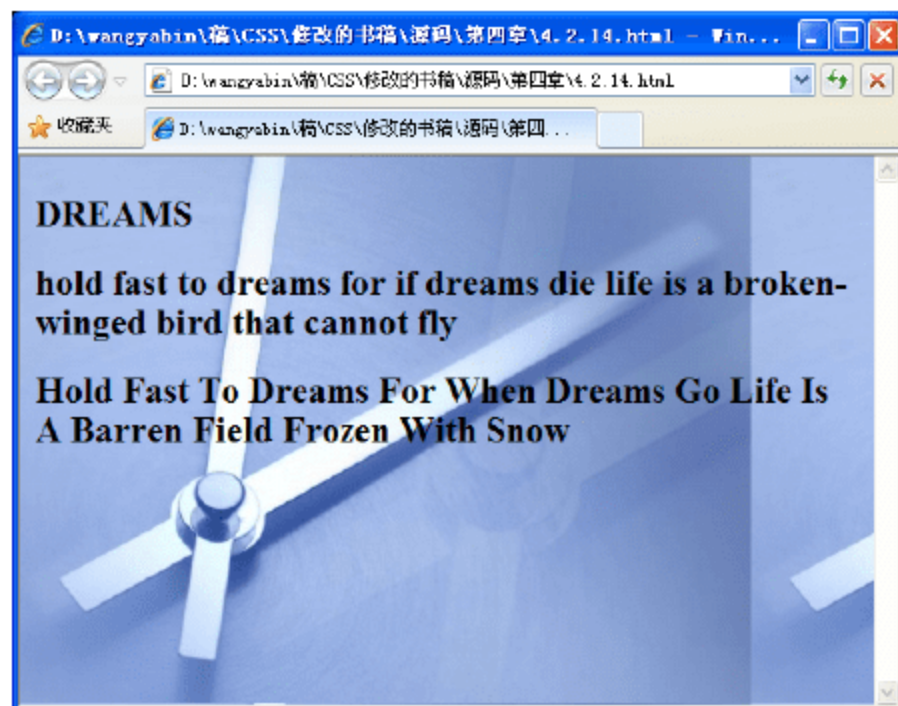 D:\wangyabin\稿\CSS\修改的书稿\源码\第四章\4.2.14.html - Win...
D:\wangyabin\稿\CSS\修改的书稿\源码\第四章\4.2.14.html
收藏夹
D:\wangyabin\稿\CSS\修改的书稿\源码\第四...
DREAMS
hold fast to dreams for if dreams die life is a broken-
winged bird that cannot fly
Hold Fast To Dreams For When Dreams Go Life Is
A Barren Field Frozen With Snow